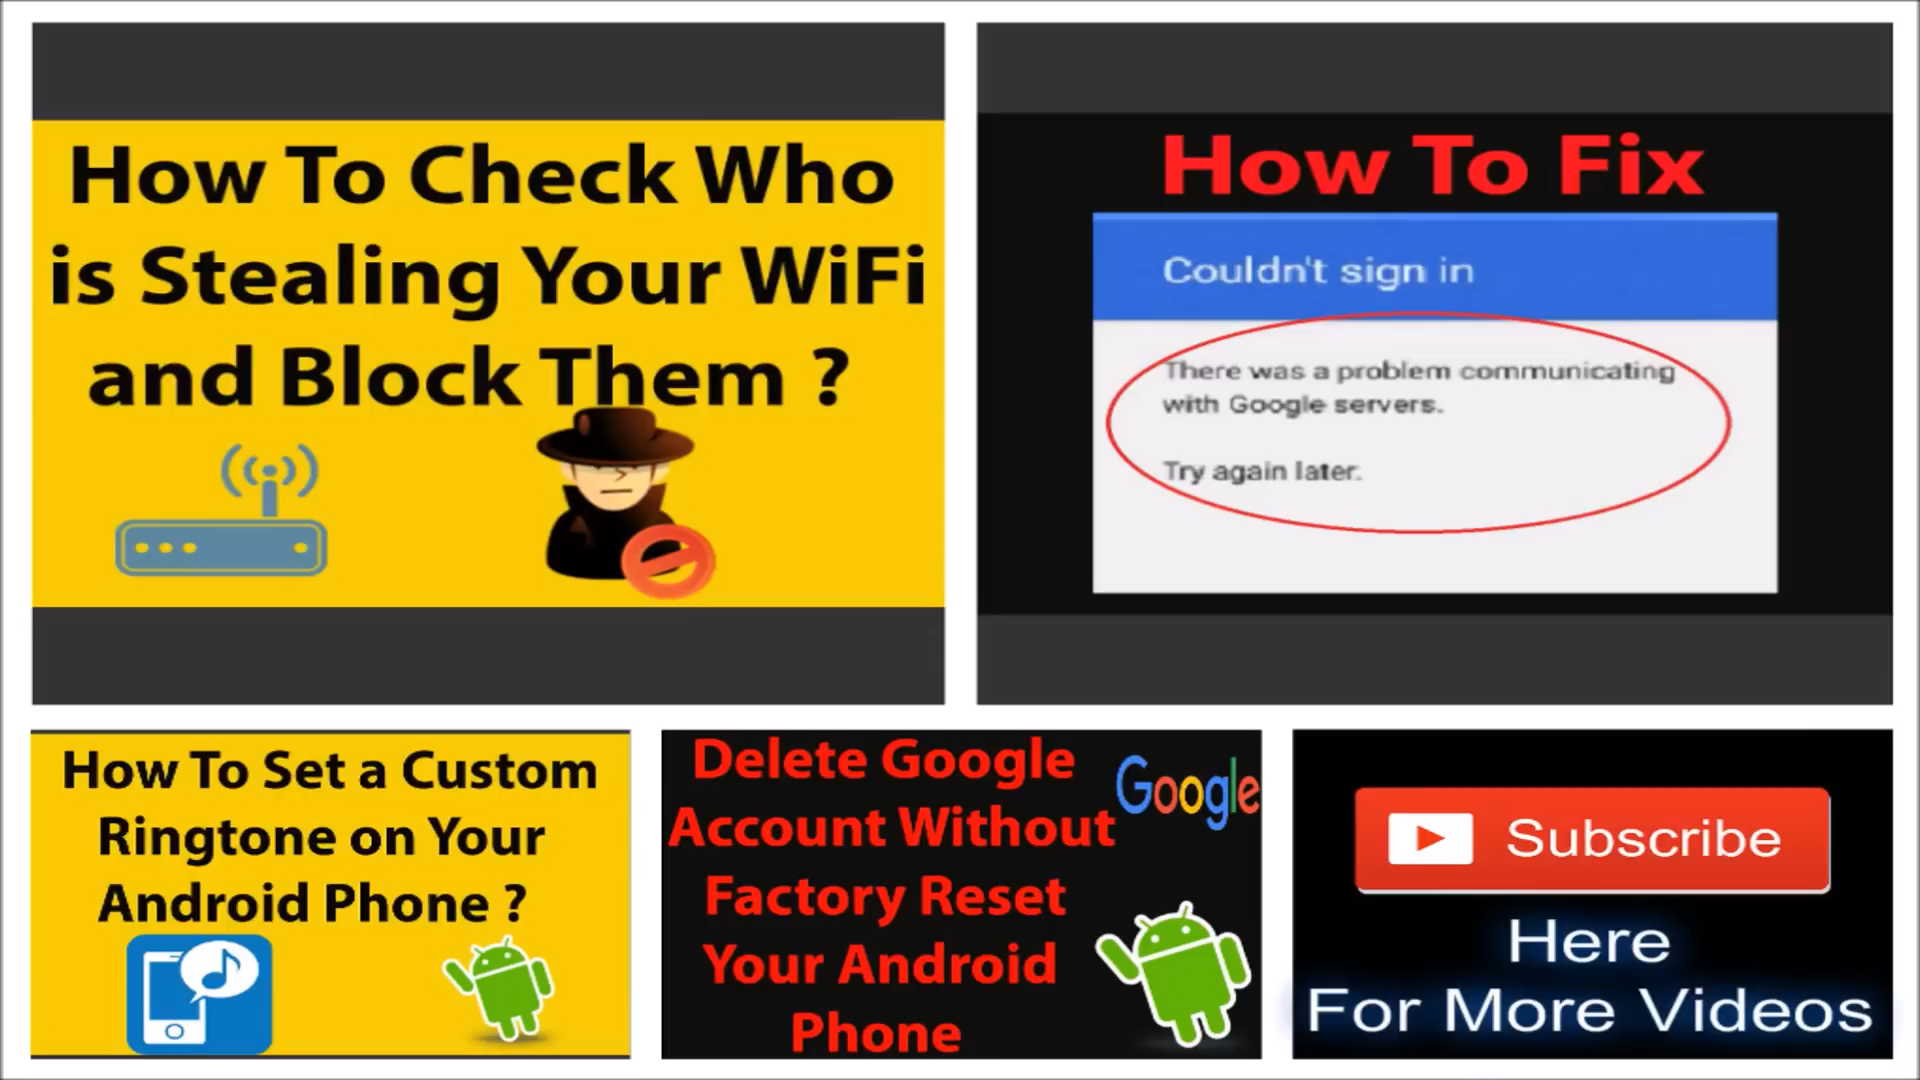 How To Check Who
is Stealing Your WiFi
and Block Them ?
How To Fix
Couldn't sign in
There was a problem communicating
with Google servers.
Try again later.
How To Set a Custom
Ringtone on Your
Android Phone ?
Delete Google
Account Without
Factory Reset
Your Android
Phone
Google
Subscribe
Here
For More Videos